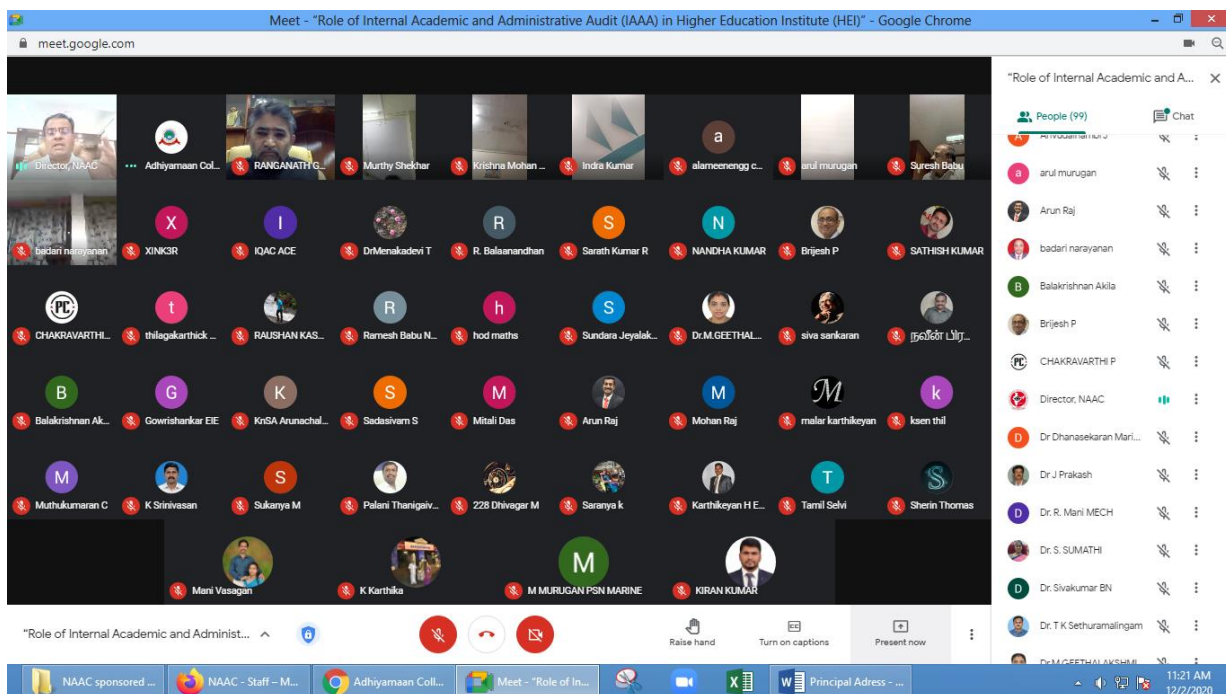 Meet - "Role of Internal Academic and Administrative Audit (IAAA) in Higher Education Institute (HEI)" - Google Chrome
meet.google.com
"Role of Internal Academic and A...
People (99)
Chat
Director, NAAC
Adhiyamaan Col...
RANGANATH G...
Murthy Shekhar
Krishna Mohan ...
Indra Kumar
a
alameenengg c...
arul murugan
Suresh Babu
badari narayanan
X
XINK3R
I
IQAC ACE
DrMenakadevi T
R
R. Balaanandhan
S
Sarath Kumar R
N
NANDHA KUMAR
Brijesh P
SATHISH KUMAR
PC
CHAKRAVARTHI...
t
thilagakarthick ...
RAUSHAN KAS...
R
Ramesh Babu N...
h
hod maths
S
Sundara Jeyalak...
Dr.M.GEETHAL...
siva sankaran
நவீன் பிர...
B
Balakrishnan Ak...
G
Gowrishankar EIE
K
KnSA Arunachal...
S
Sadasivam S
M
Mitali Das
Arun Raj
M
Mohan Raj
M
malar karthikeyan
k
ksen thil
M
Muthukumaran C
K Srinivasan
S
Sukanya M
Palani Thanigaiv...
228 Dhivagar M
Saranya k
Karthikeyan H E...
T
Tamil Selvi
S
Sherin Thomas
Mani Vasagan
K Karthika
M
M MURUGAN PSN MARINE
KIRAN KUMAR
a
arul murugan
Arun Raj
badari narayanan
B
Balakrishnan Akila
Brijesh P
PC
CHAKRAVARTHI P
Director, NAAC
D
Dr Dhanasekaran Mari...
Dr J Prakash
D
Dr. R. Mani MECH
Dr. S. SUMATHI
D
Dr. Sivakumar BN
Dr. T K Sethuramalingam
Dr.M.GEETHALAKSHMI
"Role of Internal Academic and Administ...
Raise hand
CC
Turn on captions
Present now
NAAC sponsored ...
NAAC - Staff – M...
Adhiyamaan Coll...
Meet - "Role of In...
Principal Adress - ...
11:21 AM
12/2/2020